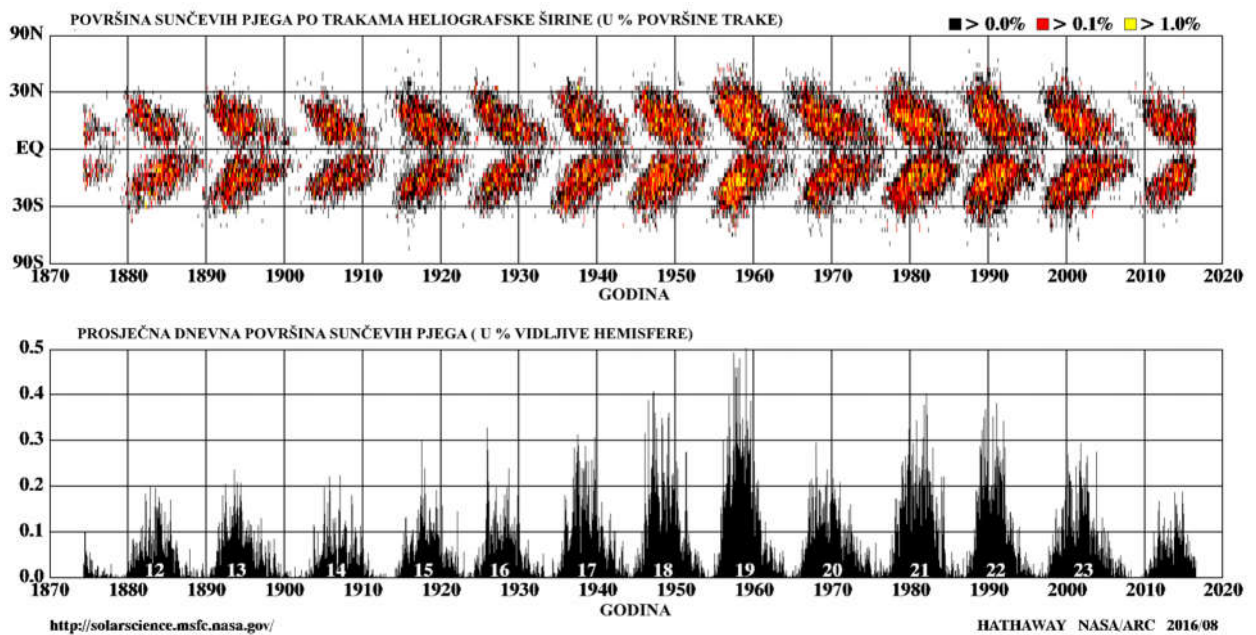 POVRŠINA SUNČEVIH PJEGA PO TRAKAMA HELIOGRAFSKE ŠIRINE (U % POVRŠINE TRAKE)
> 0.0% > 0.1% > 1.0%
90N
30N
EQ
30S
90S
1870 1880 1890 1900 1910 1920 1930 1940 1950 1960 1970 1980 1990 2000 2010 2020
GODINA
PROSJEČNA DNEVNA POVRŠINA SUNČEVIH PJEGA ( U % VIDLJIVE HEMISFERE)
0.5
0.4
0.3
0.2
0.1
0.0
12 13 14 15 16 17 18 19 20 21 22 23
1870 1880 1890 1900 1910 1920 1930 1940 1950 1960 1970 1980 1990 2000 2010 2020
GODINA
http://solarscience.msfc.nasa.gov/
HATHAWAY NASA/ARC 2016/08